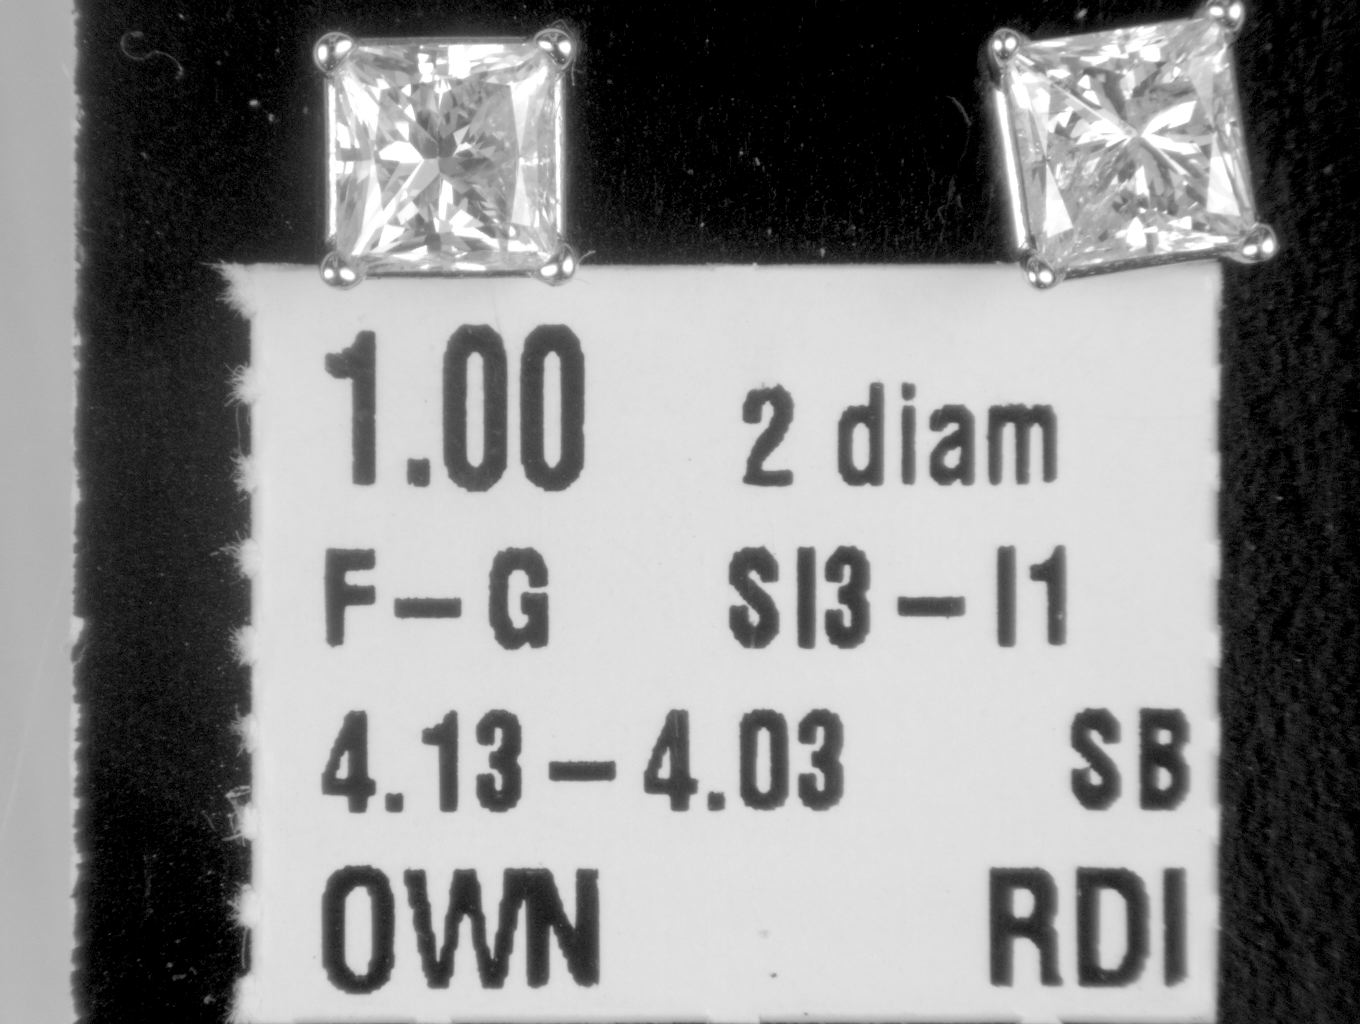 1.00 2 diam
F-G SI3-I1
4.13-4.03 SB
OWN RDI